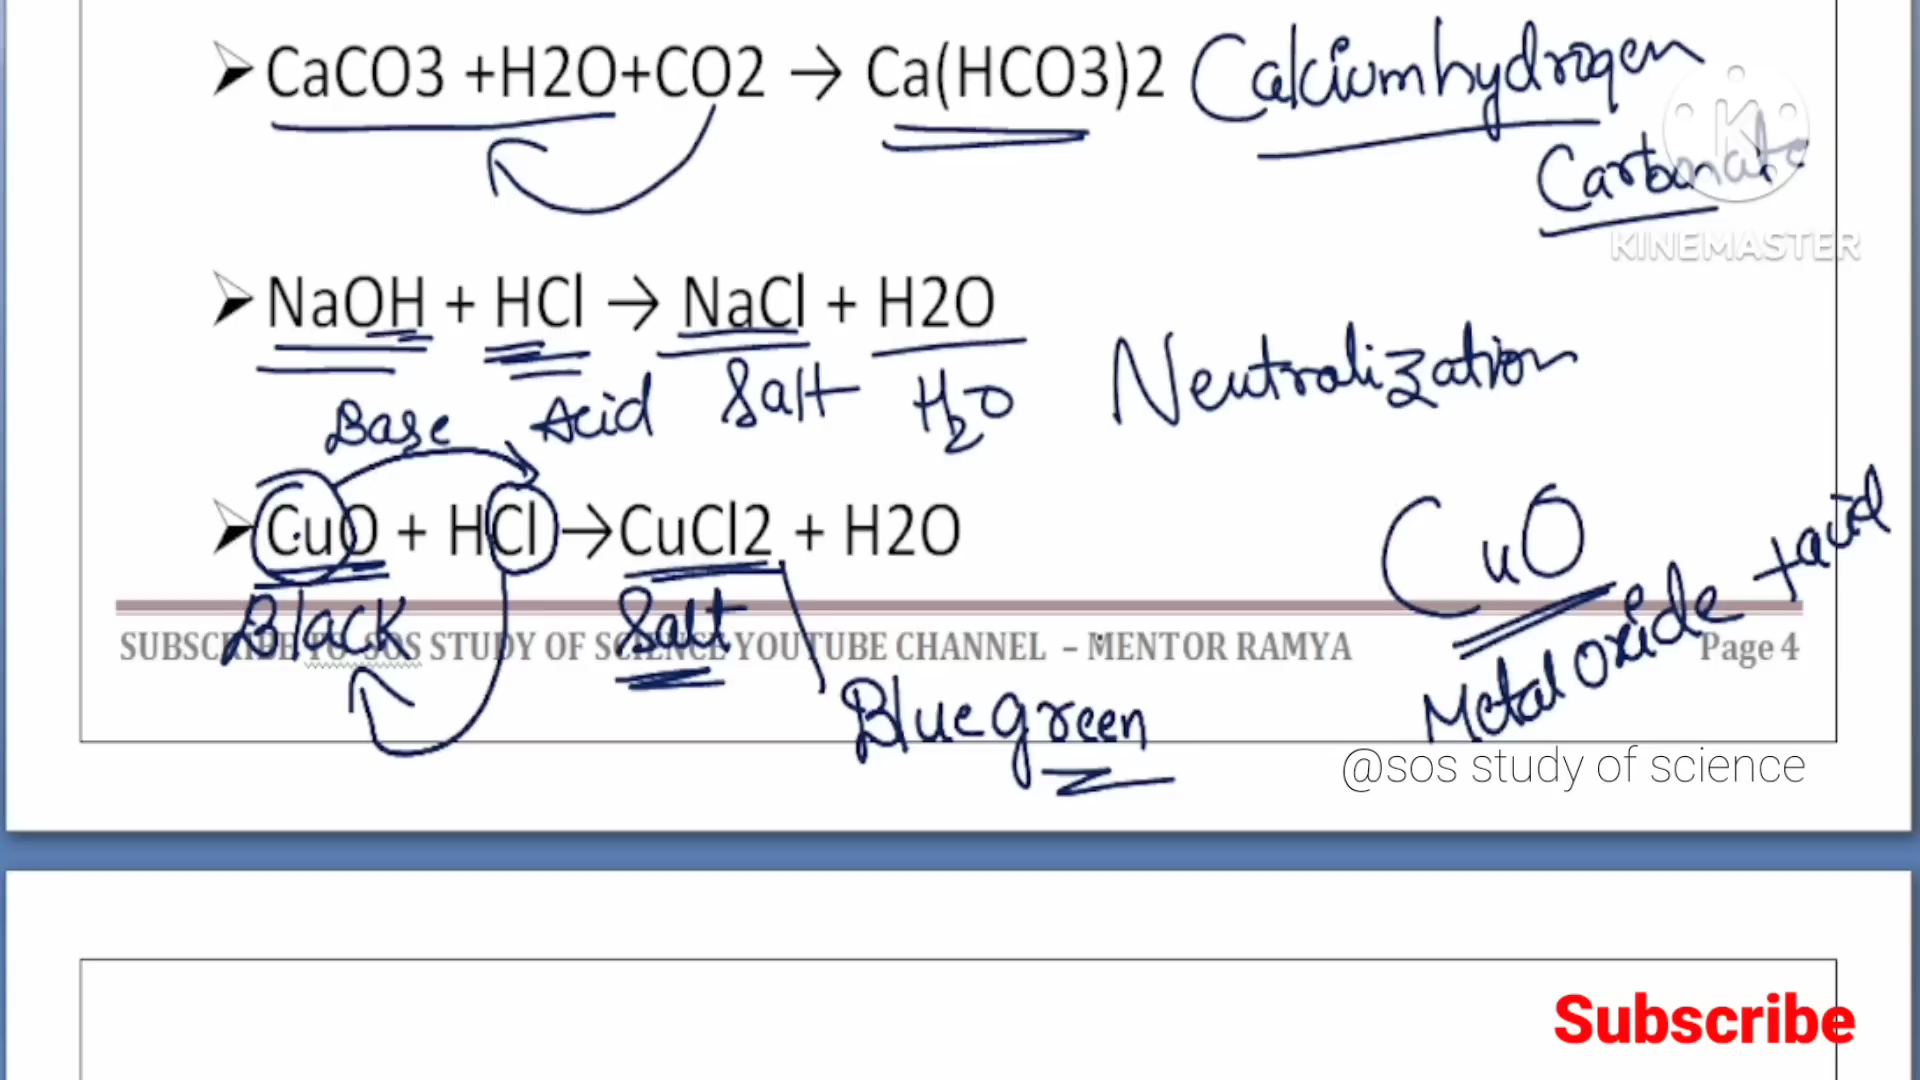 ➢CaCO3 +H2O+CO2 → Ca(HCO3)2 Calciumhydrogen
Carbonate
KINEMASTER
➢NaOH + HCl → NaCl + H2O
Base Acid Salt H2O Neutralization
➢CuO + HCl →CuCl2 + H2O
CuO
Black Salt Metal Oxide + acid
SUBSCRIBE TO SOS STUDY OF SCIENCE YOUTUBE CHANNEL – MENTOR RAMYA Page 4
Bluegreen
@sos study of science
Subscribe